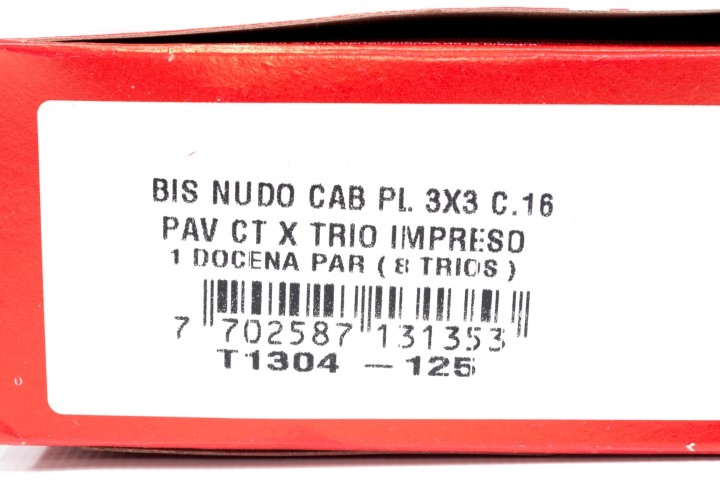 BIS NUDO CAB PL. 3X3 C.16
PAV CT X TRIO IMPRESO
1 DOCENA PAR ( 8 TRIOS )
7 702587 131353
T1304 – 125